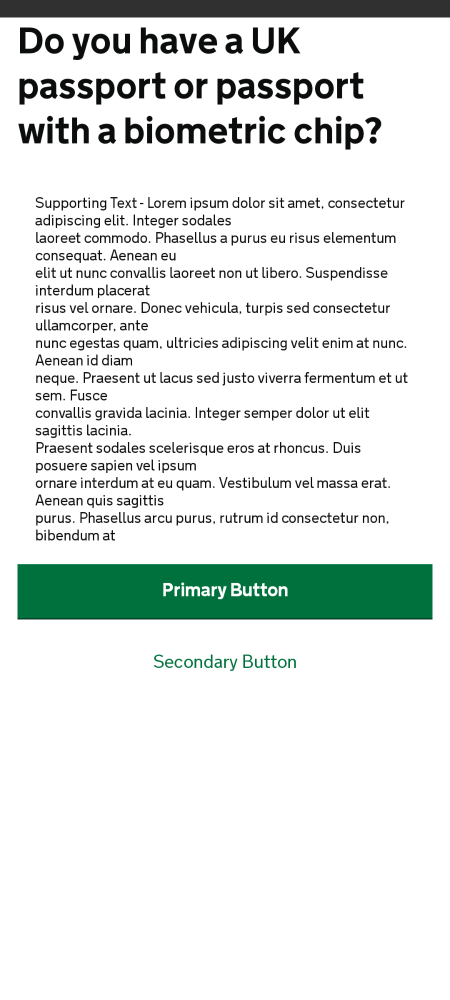 Do you have a UK
passport or passport
with a biometric chip?
Supporting Text - Lorem ipsum dolor sit amet, consectetur
adipiscing elit. Integer sodales
laoreet commodo. Phasellus a purus eu risus elementum
consequat. Aenean eu
elit ut nunc convallis laoreet non ut libero. Suspendisse
interdum placerat
risus vel ornare. Donec vehicula, turpis sed consectetur
ullamcorper, ante
nunc egestas quam, ultricies adipiscing velit enim at nunc.
Aenean id diam
neque. Praesent ut lacus sed justo viverra fermentum et ut
sem. Fusce
convallis gravida lacinia. Integer semper dolor ut elit
sagittis lacinia.
Praesent sodales scelerisque eros at rhoncus. Duis
posuere sapien vel ipsum
ornare interdum at eu quam. Vestibulum vel massa erat.
Aenean quis sagittis
purus. Phasellus arcu purus, rutrum id consectetur non,
bibendum at
Primary Button
Secondary Button